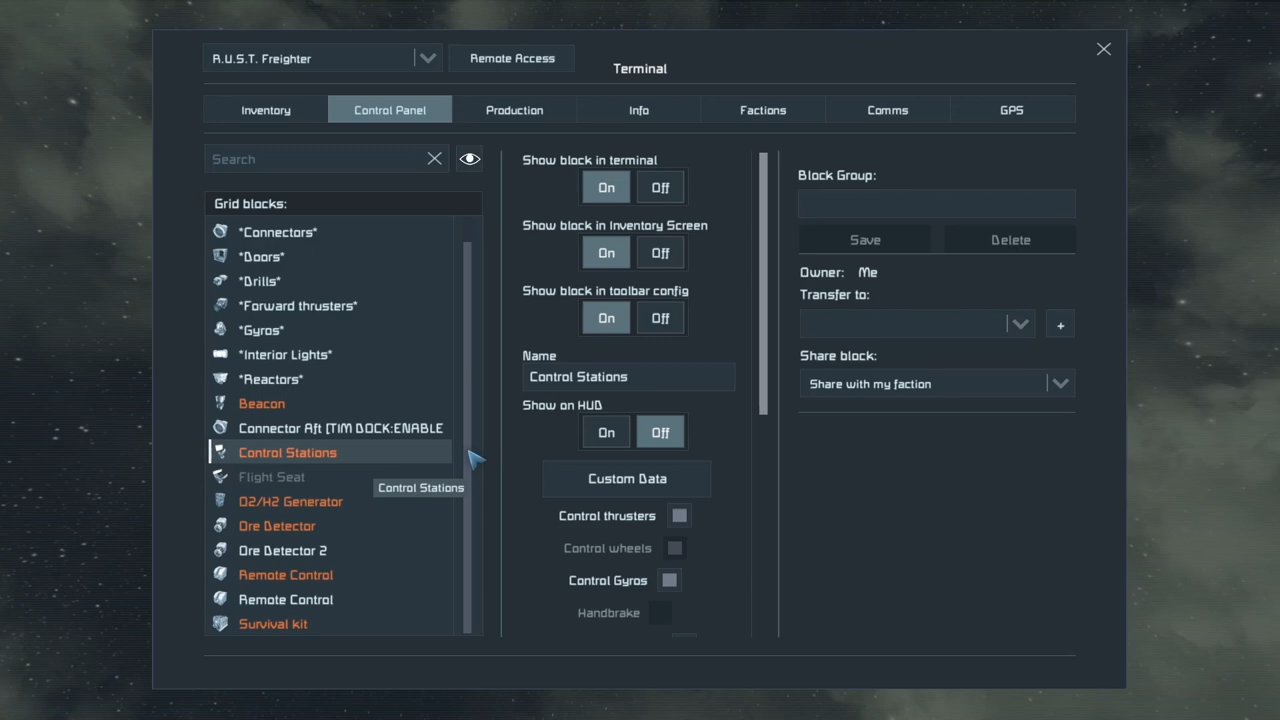 R.U.S.T. Freighter
Remote Access
Terminal
Inventory
Control Panel
Production
Info
Factions
Comms
GPS
Search
Grid blocks:
*Connectors*
*Doors*
*Drills*
*Forward thrusters*
*Gyros*
*Interior Lights*
*Reactors*
Beacon
Connector Aft [TIM DOCK:ENABLE
Control Stations
Flight Seat
Control Stations
O2/H2 Generator
Ore Detector
Ore Detector 2
Remote Control
Remote Control
Survival kit
Show block in terminal
On Off
Show block in Inventory Screen
On Off
Show block in toolbar config
On Off
Name
Control Stations
Show on HUD
On Off
Custom Data
Control thrusters
Control wheels
Control Gyros
Handbrake
Block Group:
Save Delete
Owner: Me
Transfer to:
+
Share block:
Share with my faction